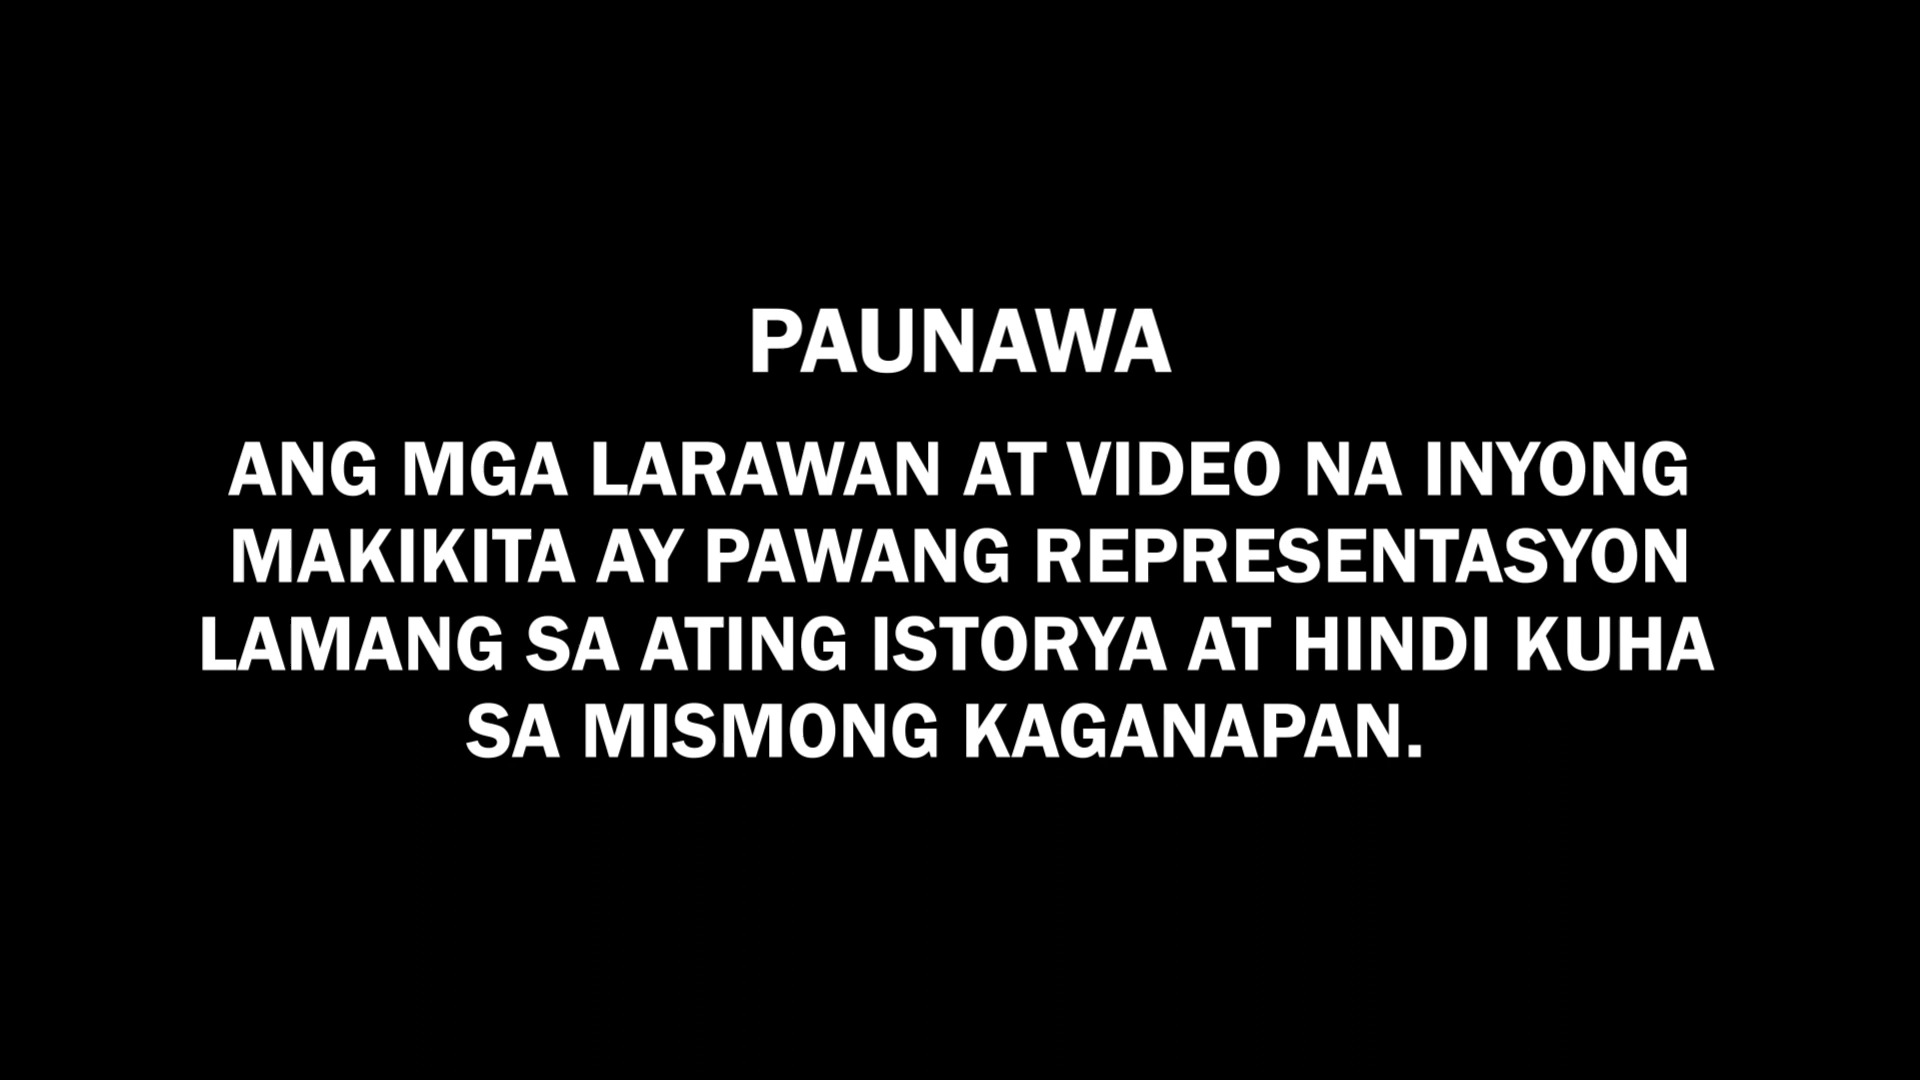 PAUNAWA
ANG MGA LARAWAN AT VIDEO NA INYONG
MAKIKITA AY PAWANG REPRESENTASYON
LAMANG SA ATING ISTORYA AT HINDI KUHA
SA MISMONG KAGANAPAN.